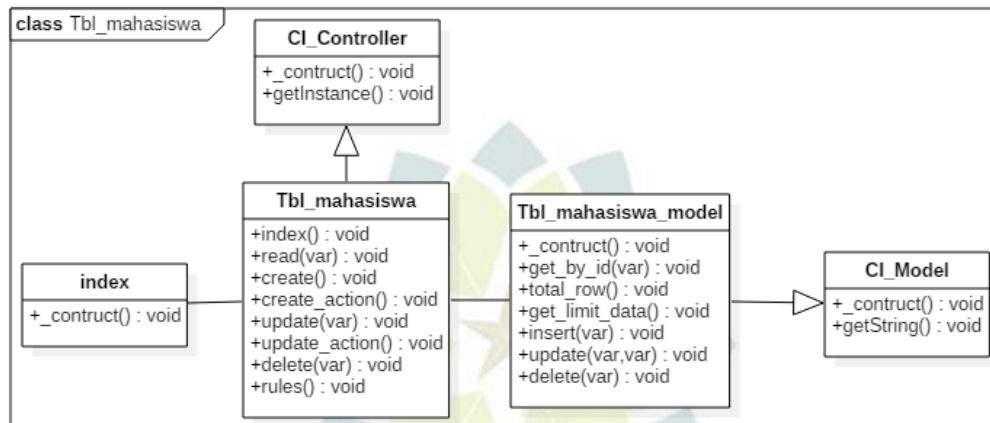 class Tbl_mahasiswa
CI_Controller
+_contruct() : void
+getInstance() : void
Tbl_mahasiswa
+index() : void
+read(var) : void
+create() : void
+create_action() : void
+update(var) : void
+update_action() : void
+delete(var) : void
+rules() : void
Tbl_mahasiswa_model
+_contruct() : void
+get_by_id(var) : void
+total_row() : void
+get_limit_data() : void
+insert(var) : void
+update(var,var) : void
+delete(var) : void
index
+_contruct() : void
CI_Model
+_contruct() : void
+getString() : void